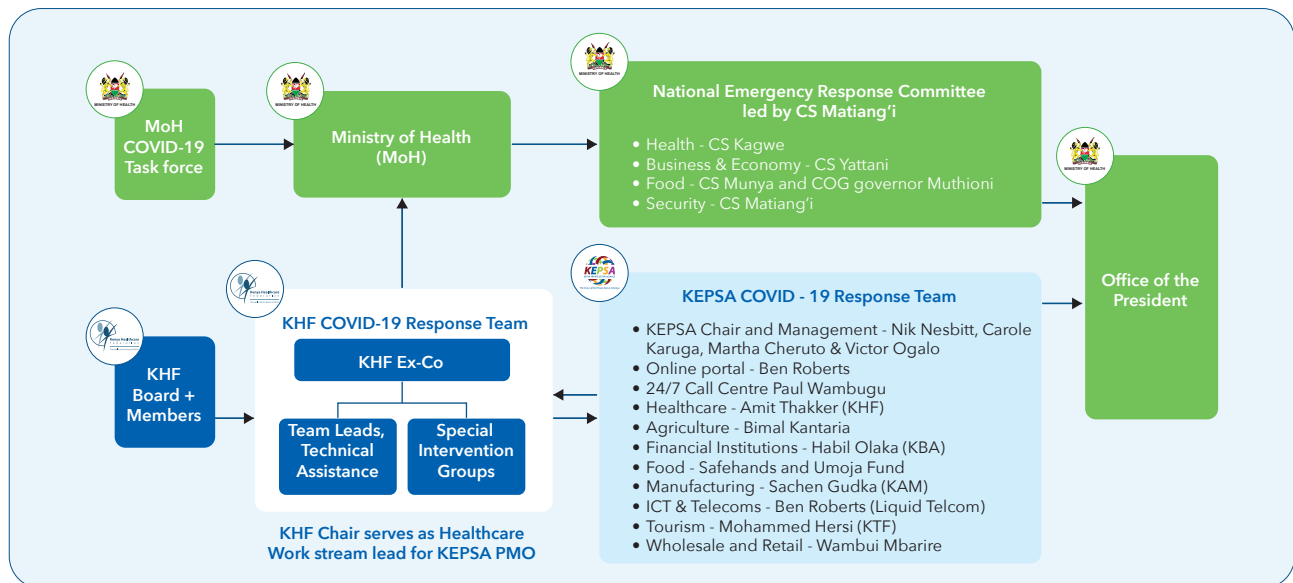 MINISTRY OF HEALTH
MoH
COVID-19
Task force
MINISTRY OF HEALTH
Ministry of Health
(MoH)
MINISTRY OF HEALTH
National Emergency Response Committee
led by CS Matiang'i
• Health - CS Kagwe
• Business & Economy - CS Yattani
• Food - CS Munya and COG governor Muthioni
• Security - CS Matiang'i
MINISTRY OF HEALTH
Office of the
President
Kenya Healthcare
Federation
KHF
Board +
Members
Kenya Healthcare
Federation
KHF COVID-19 Response Team
KHF Ex-Co
Team Leads,
Technical
Assistance
Special
Intervention
Groups
KHF Chair serves as Healthcare
Work stream lead for KEPSA PMO
KEPSA
KEPSA COVID - 19 Response Team
• KEPSA Chair and Management - Nik Nesbitt, Carole
Karuga, Martha Cheruto & Victor Ogalo
• Online portal - Ben Roberts
• 24/7 Call Centre Paul Wambugu
• Healthcare - Amit Thakker (KHF)
• Agriculture - Bimal Kantaria
• Financial Institutions - Habil Olaka (KBA)
• Food - Safehands and Umoja Fund
• Manufacturing - Sachen Gudka (KAM)
• ICT & Telecoms - Ben Roberts (Liquid Telcom)
• Tourism - Mohammed Hersi (KTF)
• Wholesale and Retail - Wambui Mbarire